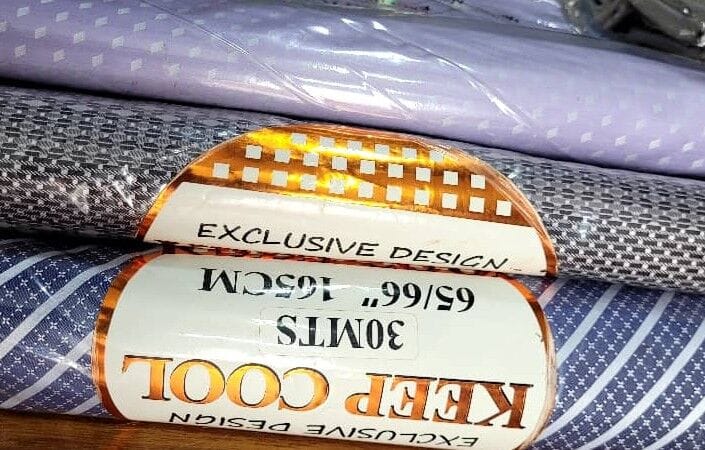 EXCLUSIVE DESIGN
EXCLUSIVE DESIGN
KEEP COOL
30MTS
65/66" 165CM